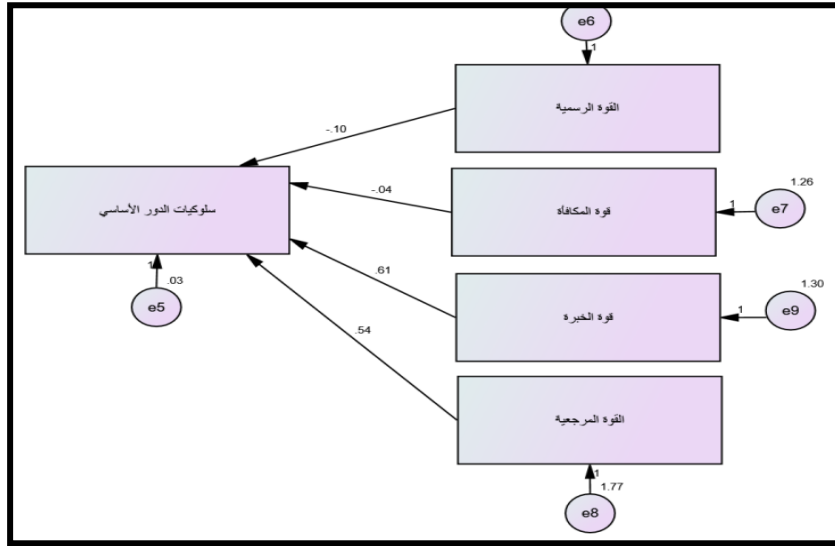 e6
1
القوة الرسمية
-.10
1.26
-.04
قوة المكافأة
1
e7
سلوكيات الدور الأساسي
1.30
.61
1
.03
e5
قوة الخبرة
1
e9
.54
القوة المرجعية
1
1.77
e8